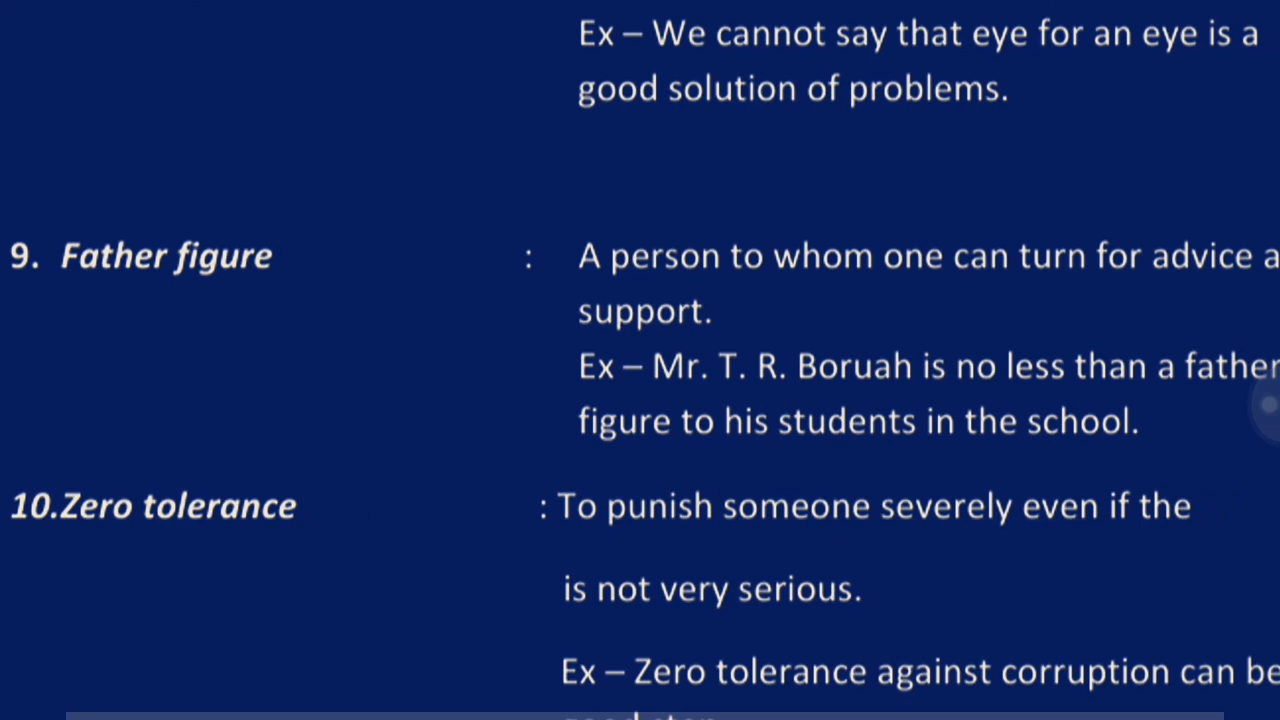 Ex – We cannot say that eye for an eye is a
good solution of problems.
9. Father figure : A person to whom one can turn for advice a
support.
Ex – Mr. T. R. Boruah is no less than a father
figure to his students in the school.
10.Zero tolerance : To punish someone severely even if the
is not very serious.
Ex – Zero tolerance against corruption can be